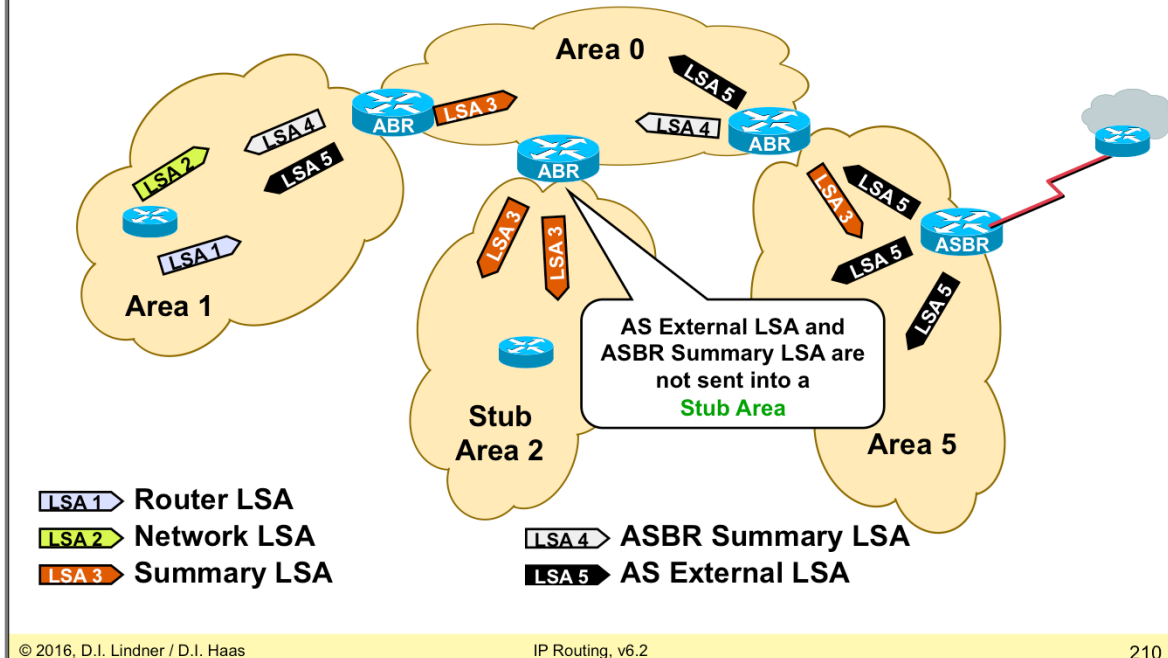 Area 0
LSA 5
LSA 3
LSA 4
ABR
ABR
ABR
LSA 4
LSA 5
LSA 2
LSA 1
Area 1
LSA 3
LSA 3
LSA 3
LSA 5
ASBR
LSA 5
LSA 5
AS External LSA and
ASBR Summary LSA are
not sent into a
Stub Area
Stub
Area 2
Area 5
LSA 1 Router LSA
LSA 2 Network LSA
LSA 3 Summary LSA
LSA 4 ASBR Summary LSA
LSA 5 AS External LSA
© 2016, D.I. Lindner / D.I. Haas
IP Routing, v6.2
210